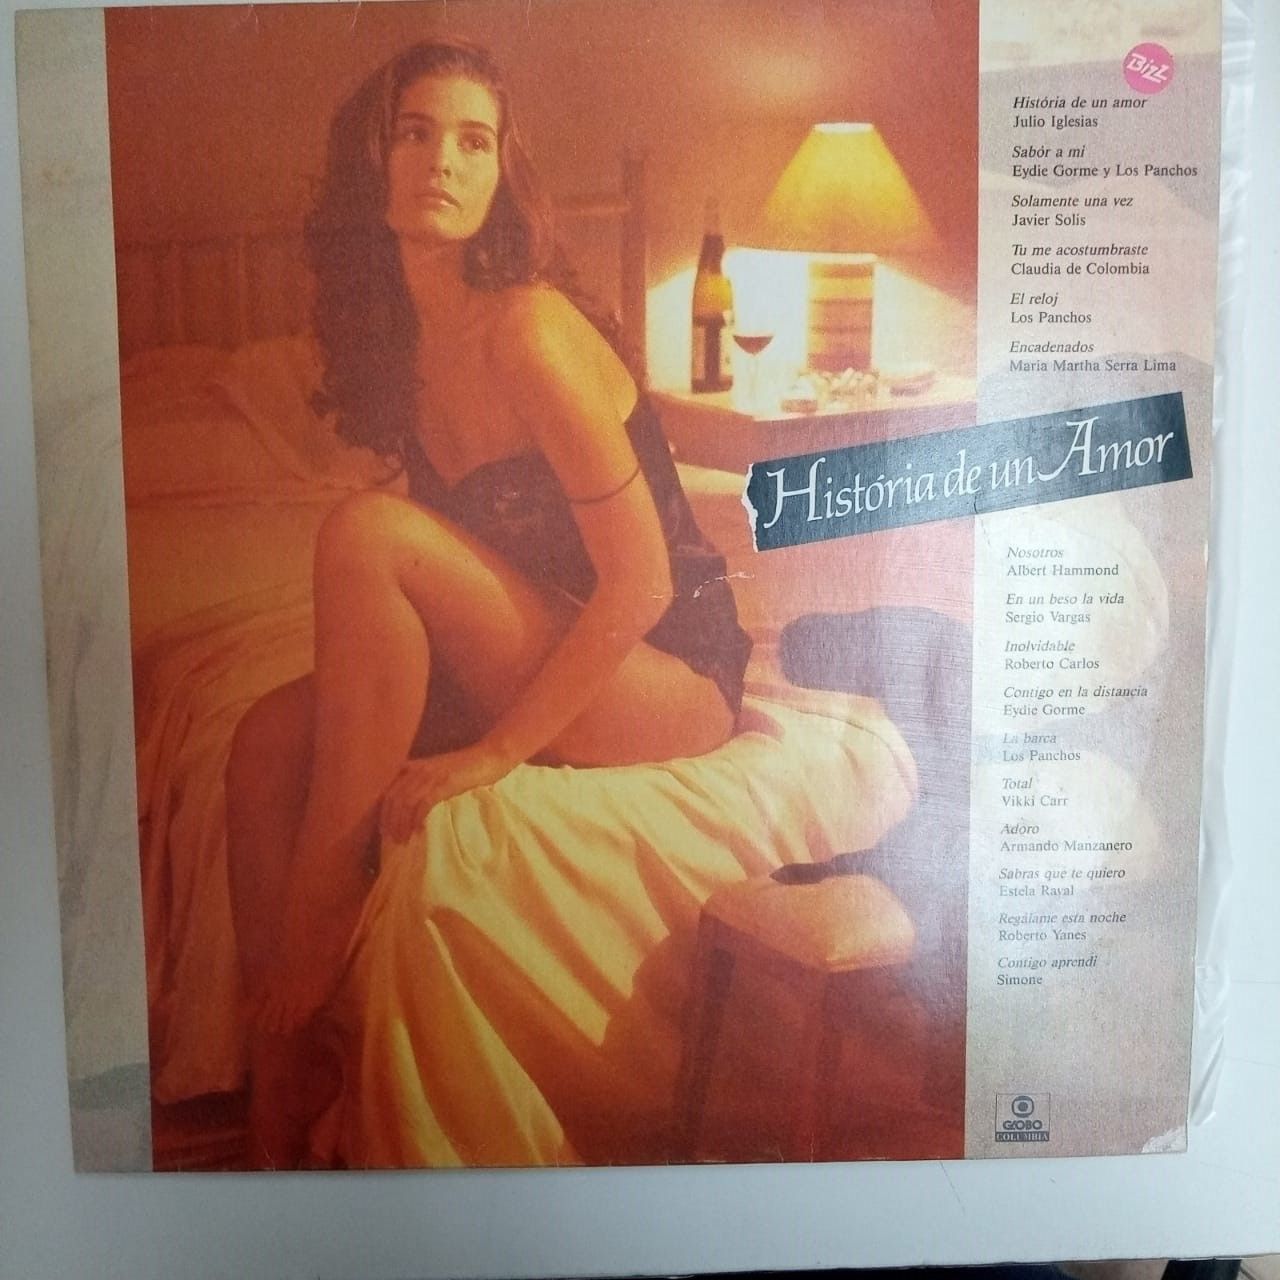 BIZZ
História de un amor
Julio Iglesias
Sabór a mi
Eydie Gorme y Los Panchos
Solamente una vez
Javier Solis
Tu me acostumbraste
Claudia de Colombia
El reloj
Los Panchos
Encadenados
Maria Martha Serra Lima
História de un Amor
Nosotros
Albert Hammond
En un beso la vida
Sergio Vargas
Inolvidable
Roberto Carlos
Contigo en la distancia
Eydie Gorme
La barca
Los Panchos
Total
Vikki Carr
Adoro
Armando Manzanero
Sabras que te quiero
Estela Raval
Regálame esta noche
Roberto Yanes
Contigo aprendi
Simone
GLOBO
COLUMBIA